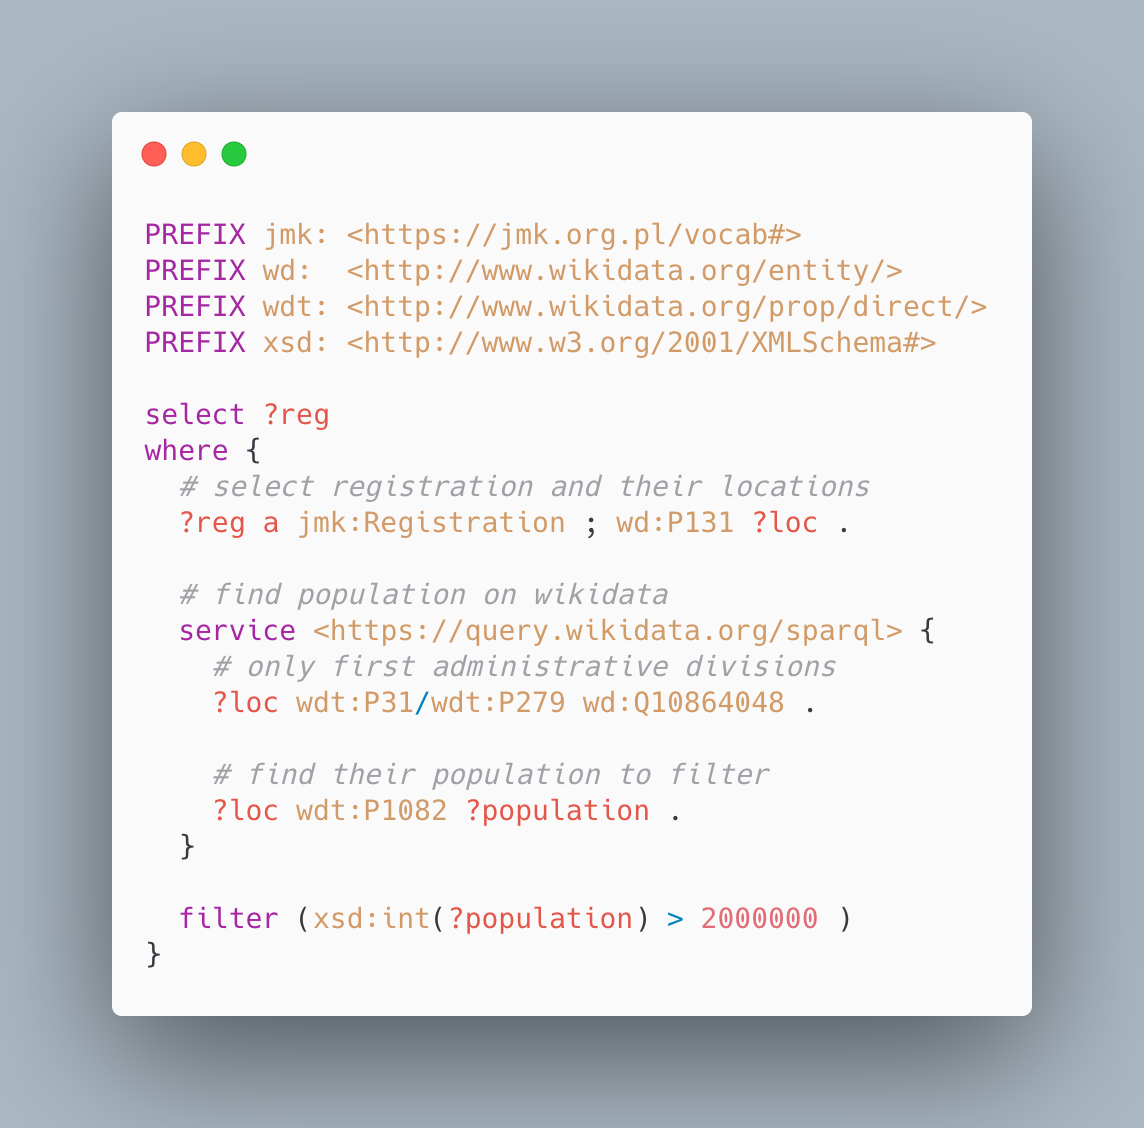 PREFIX jmk: <https://jmk.org.pl/vocab#>
PREFIX wd:  <http://www.wikidata.org/entity/>
PREFIX wdt: <http://www.wikidata.org/prop/direct/>
PREFIX xsd: <http://www.w3.org/2001/XMLSchema#>

select ?reg
where {
  # select registration and their locations
  ?reg a jmk:Registration ; wd:P131 ?loc .

  # find population on wikidata
  service <https://query.wikidata.org/sparql> {
    # only first administrative divisions
    ?loc wdt:P31/wdt:P279 wd:Q10864048 .

    # find their population to filter
    ?loc wdt:P1082 ?population .
  }

  filter (xsd:int(?population) > 2000000 )
}